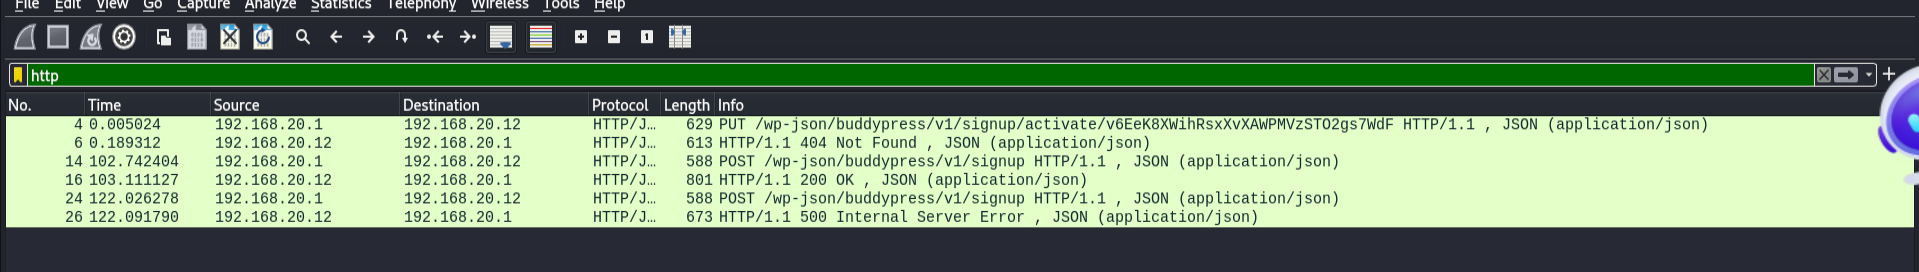 File Edit View Go Capture Analyze Statistics Telephony Wireless Tools Help
http
No. Time Source Destination Protocol Length Info
4 0.005024 192.168.20.1 192.168.20.12 HTTP/J… 629 PUT /wp-json/buddypress/v1/signup/activate/v6EeK8XWihRsxXvXAWPMVzSTO2gs7WdF HTTP/1.1 , JSON (application/json)
6 0.189312 192.168.20.12 192.168.20.1 HTTP/J… 613 HTTP/1.1 404 Not Found , JSON (application/json)
14 102.742404 192.168.20.1 192.168.20.12 HTTP/J… 588 POST /wp-json/buddypress/v1/signup HTTP/1.1 , JSON (application/json)
16 103.111127 192.168.20.12 192.168.20.1 HTTP/J… 801 HTTP/1.1 200 OK , JSON (application/json)
24 122.026278 192.168.20.1 192.168.20.12 HTTP/J… 588 POST /wp-json/buddypress/v1/signup HTTP/1.1 , JSON (application/json)
26 122.091790 192.168.20.12 192.168.20.1 HTTP/J… 673 HTTP/1.1 500 Internal Server Error , JSON (application/json)